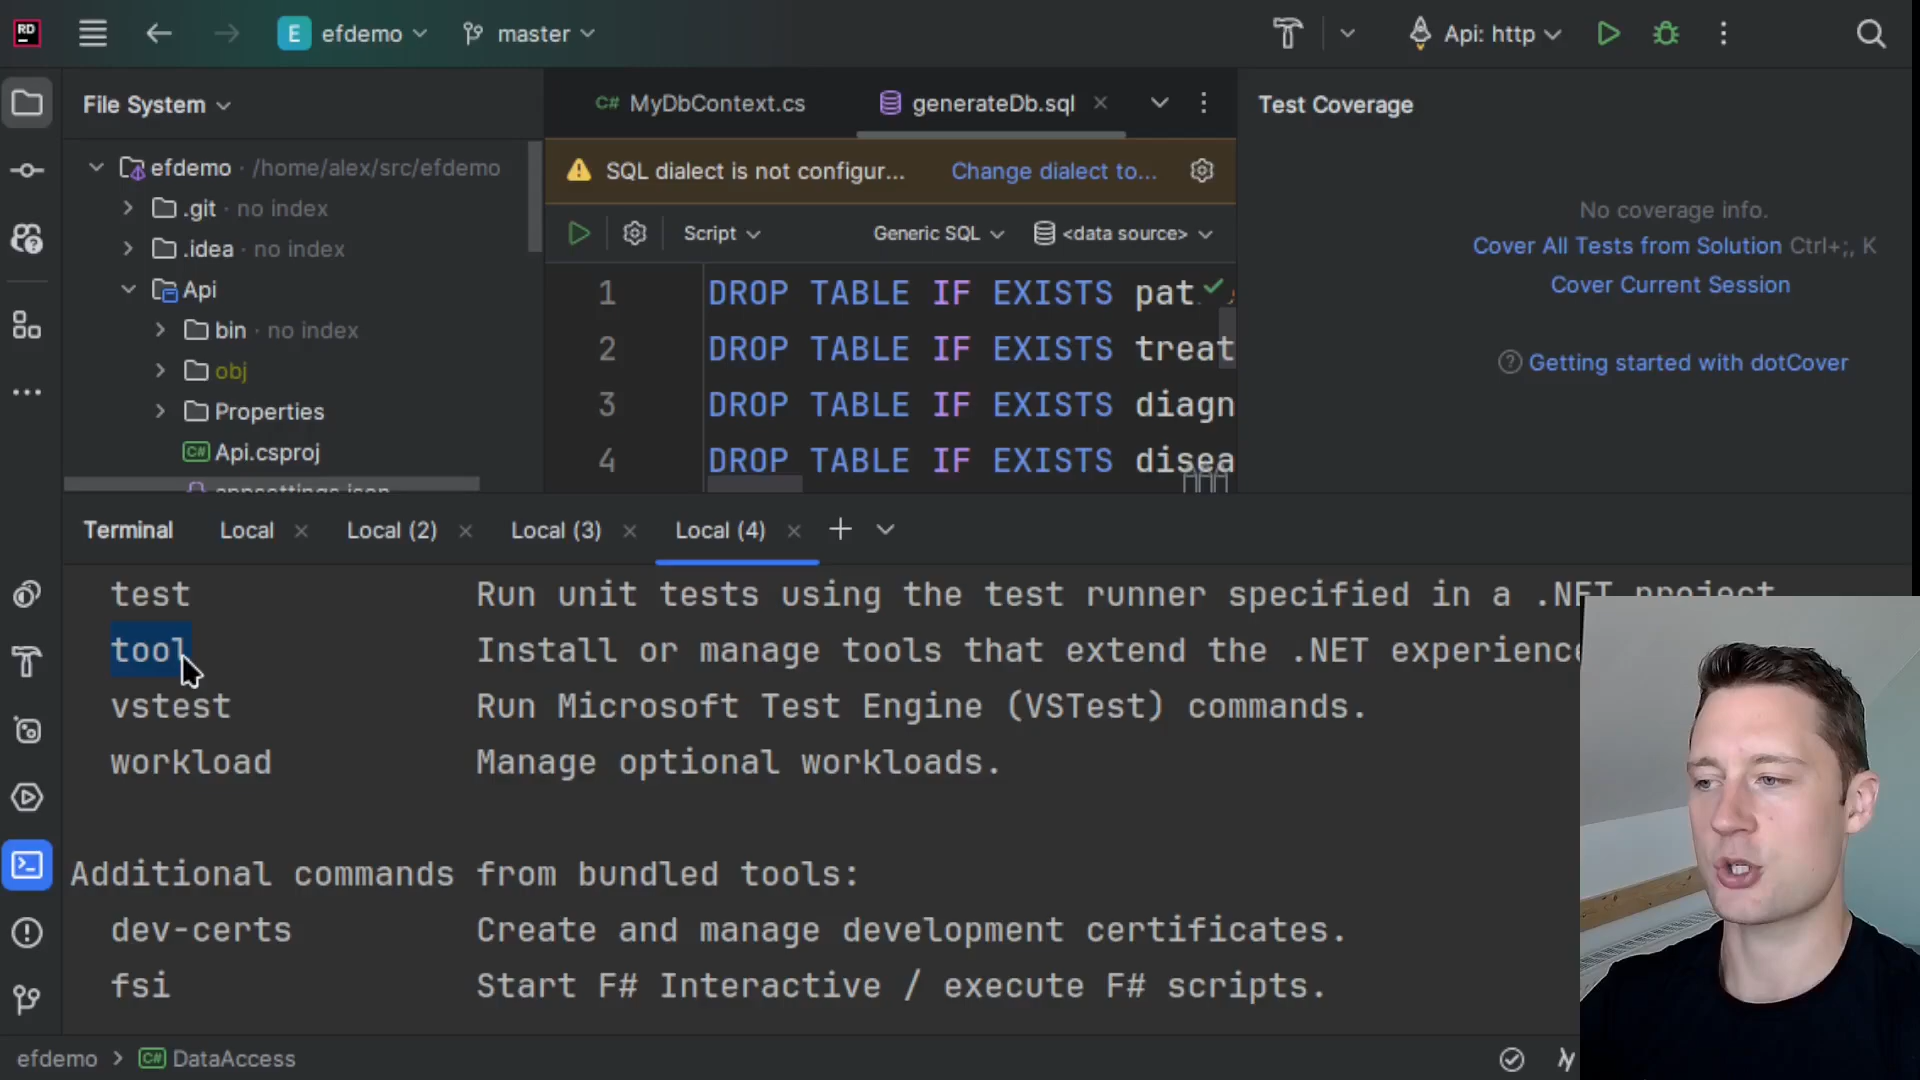 RD
E efdemo master Api: http
File System
MyDbContext.cs
generateDb.sql
Test Coverage
efdemo · /home/alex/src/efdemo
.git · no index
.idea · no index
Api
bin · no index
obj
Properties
Api.csproj
appsettings.json
SQL dialect is not configur... Change dialect to...
Script Generic SQL <data source>
1 DROP TABLE IF EXISTS pat
2 DROP TABLE IF EXISTS treat
3 DROP TABLE IF EXISTS diagn
4 DROP TABLE IF EXISTS disea
No coverage info.
Cover All Tests from Solution Ctrl+;, K
Cover Current Session
Getting started with dotCover
Terminal Local Local (2) Local (3) Local (4)
test Run unit tests using the test runner specified in a .NET project
tool Install or manage tools that extend the .NET experience
vstest Run Microsoft Test Engine (VSTest) commands.
workload Manage optional workloads.
Additional commands from bundled tools:
dev-certs Create and manage development certificates.
fsi Start F# Interactive / execute F# scripts.
efdemo > C# DataAccess